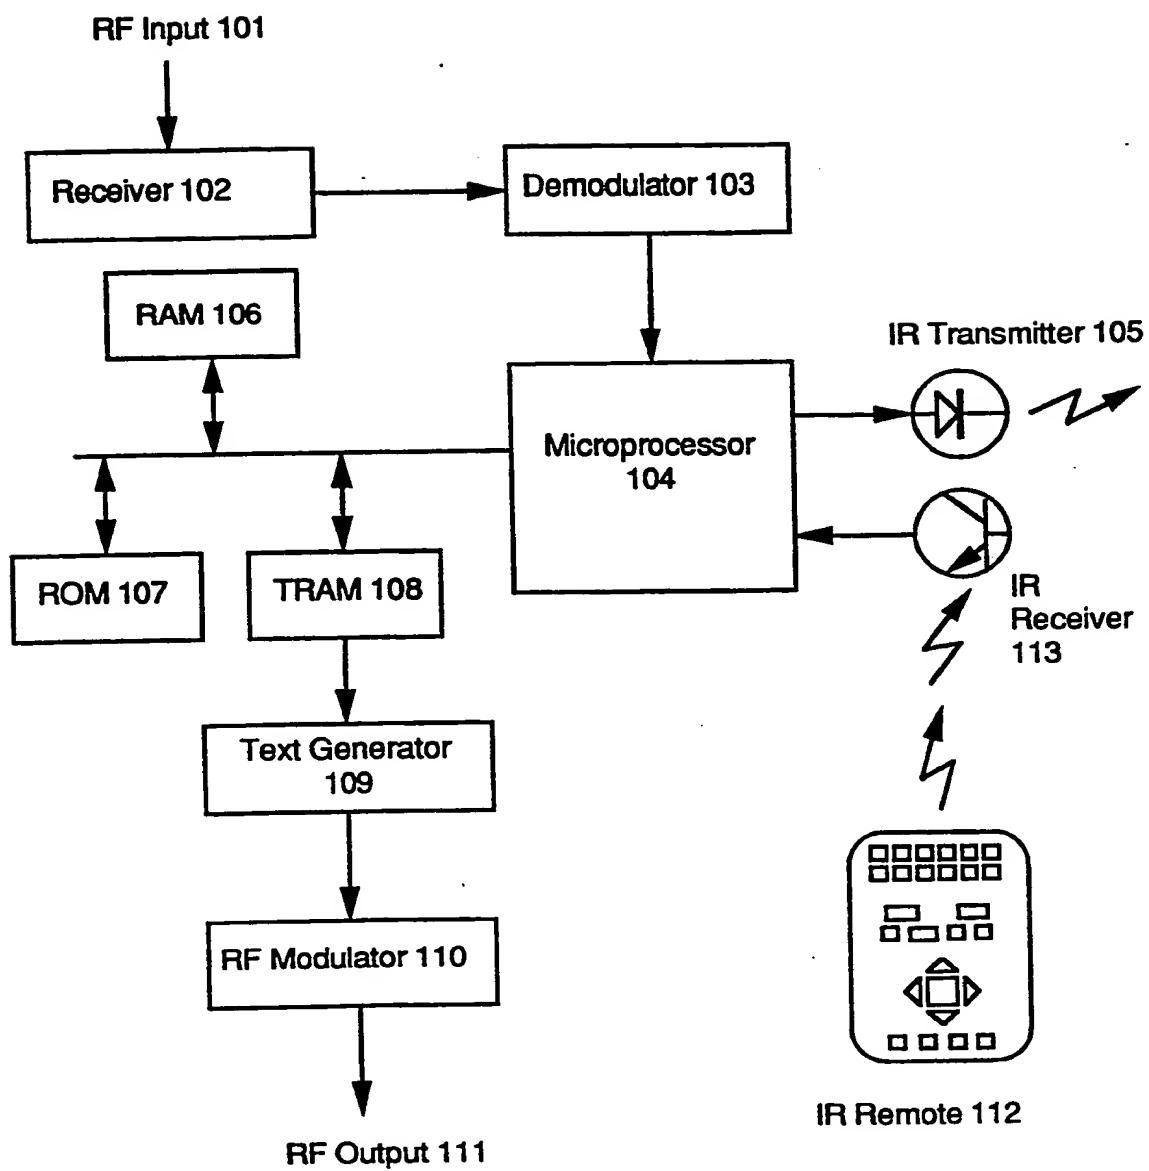 RF Input 101
Receiver 102
Demodulator 103
RAM 106
IR Transmitter 105
Microprocessor
104
ROM 107
TRAM 108
IR
Receiver
113
Text Generator
109
RF Modulator 110
IR Remote 112
RF Output 111